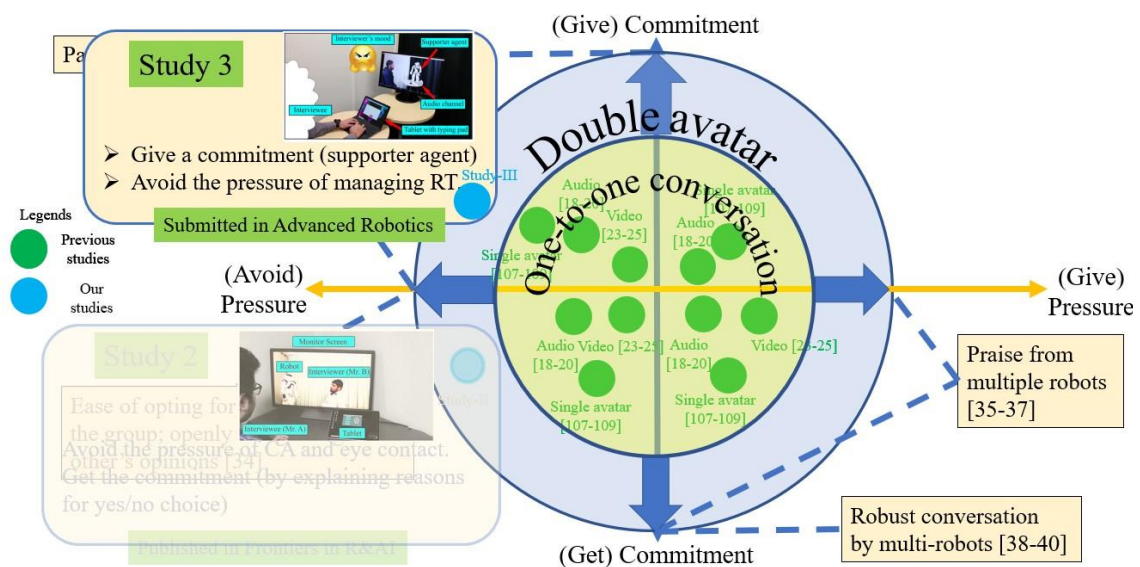 (Give) Commitment
Pa
Study 3
Interviewer's mood
Supporter agent
Audio channel
Interviewee
Tablet with typing pad
➢ Give a commitment (supporter agent)
➢ Avoid the pressure of managing RT.
Study-III
Submitted in Advanced Robotics
Legends
Previous
studies
Our
studies
Double avatar
One-to-one conversation
Audio
[18-20]
Video
[23-25]
Single avatar
[107-109]
Single avatar
[107-109]
Audio
[18-20]
(Avoid)
Pressure
(Give)
Pressure
Audio
[18-20]
Video [23-25]
Single avatar
[107-109]
Audio
[18-20]
Video [23-25]
Study 2
Monitor Screen
Robot
Interviewer (Mr. B)
Interviewee (Mr. A)
Tablet
Study-II
Ease of opting for
the group; openly
other's opinions [34]
Avoid the pressure of CA and eye contact.
Get the commitment (by explaining reasons
for yes/no choice)
Published in Frontiers in R&AI
Praise from
multiple robots
[35-37]
Robust conversation
by multi-robots [38-40]
(Get) Commitment